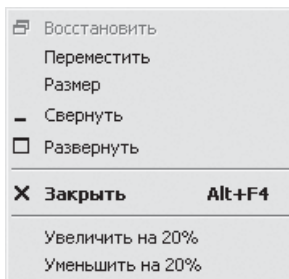 Восстановить
Переместить
Размер
Свернуть
Развернуть
Закрыть Alt+F4
Увеличить на 20%
Уменьшить на 20%